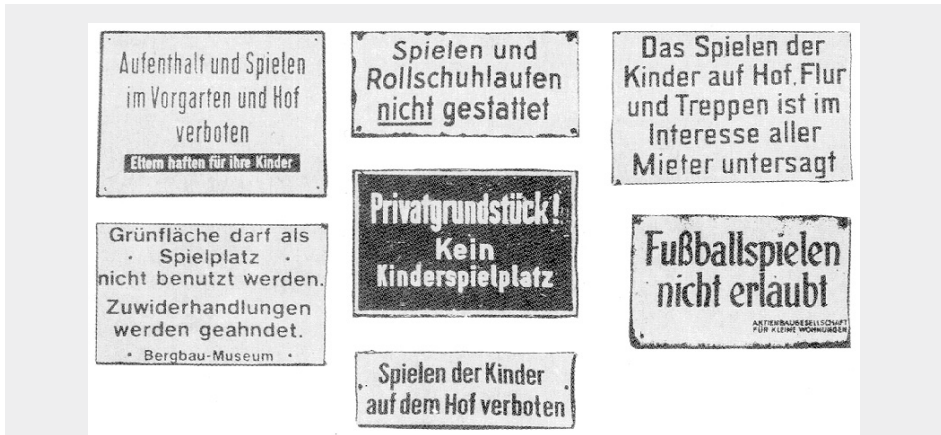 Aufenthalt und Spielen
im Vorgarten und Hof
verboten
Eltern haften für ihre Kinder
Spielen und
Rollschuhlaufen
nicht gestattet
Das Spielen der
Kinder auf Hof, Flur
und Treppen ist im
Interesse aller
Mieter untersagt
Grünfläche darf als
· Spielplatz ·
nicht benutzt werden.
Zuwiderhandlungen
werden geahndet.
· Bergbau-Museum ·
Privatgrundstück!
Kein
Kinderspielplatz
Fußballspielen
nicht erlaubt
AKTIENBAUGESELLSCHAFT
FÜR KLEINE WOHNUNGEN
Spielen der Kinder
auf dem Hof verboten